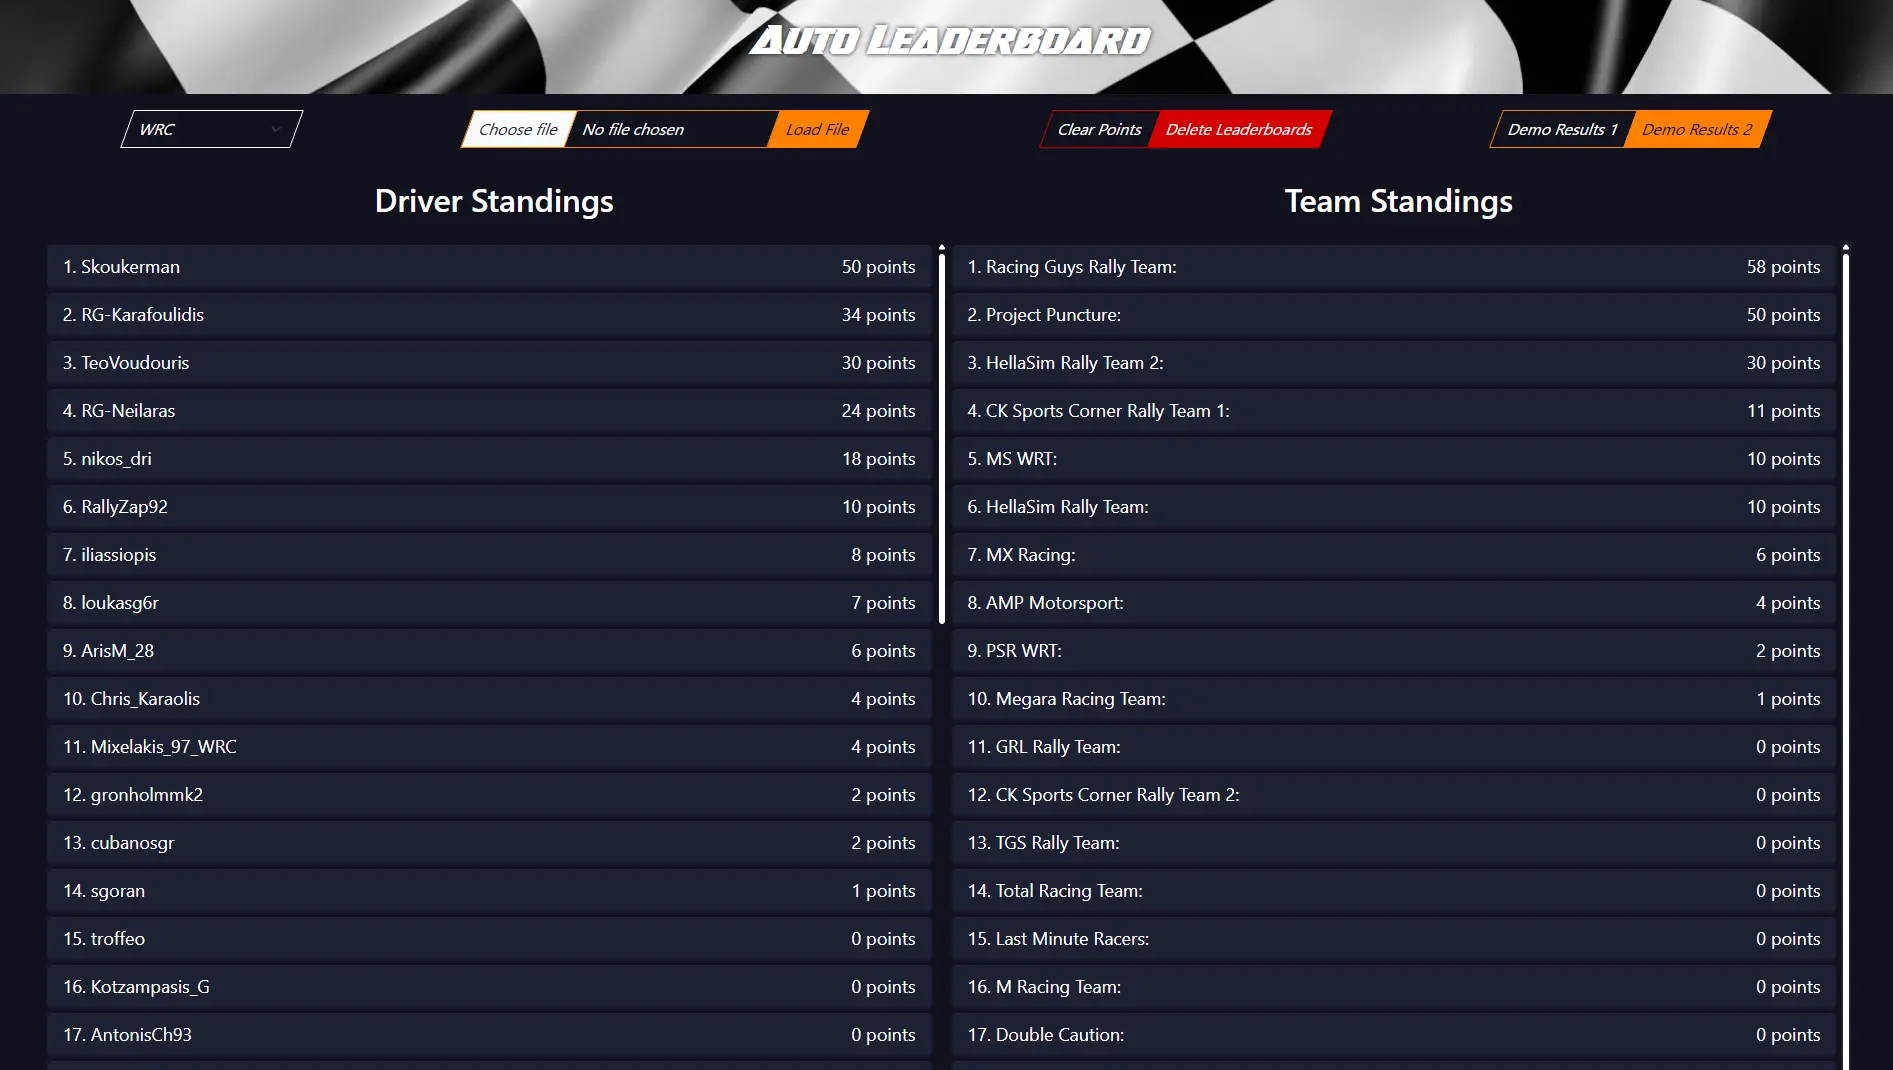 AUTO LEADERBOARD
WRC
Choose file No file chosen Load File
Clear Points Delete Leaderboards
Demo Results 1 Demo Results 2
Driver Standings
1. Skoukerman 50 points
2. RG-Karafoulidis 34 points
3. TeoVoudouris 30 points
4. RG-Neilaras 24 points
5. nikos_dri 18 points
6. RallyZap92 10 points
7. iliassiopis 8 points
8. loukasg6r 7 points
9. ArisM_28 6 points
10. Chris_Karaolis 4 points
11. Mixelakis_97_WRC 4 points
12. gronholmmk2 2 points
13. cubanosgr 2 points
14. sgoran 1 points
15. troffeo 0 points
16. Kotzampasis_G 0 points
17. AntonisCh93 0 points
Team Standings
1. Racing Guys Rally Team: 58 points
2. Project Puncture: 50 points
3. HellaSim Rally Team 2: 30 points
4. CK Sports Corner Rally Team 1: 11 points
5. MS WRT: 10 points
6. HellaSim Rally Team: 10 points
7. MX Racing: 6 points
8. AMP Motorsport: 4 points
9. PSR WRT: 2 points
10. Megara Racing Team: 1 points
11. GRL Rally Team: 0 points
12. CK Sports Corner Rally Team 2: 0 points
13. TGS Rally Team: 0 points
14. Total Racing Team: 0 points
15. Last Minute Racers: 0 points
16. M Racing Team: 0 points
17. Double Caution: 0 points